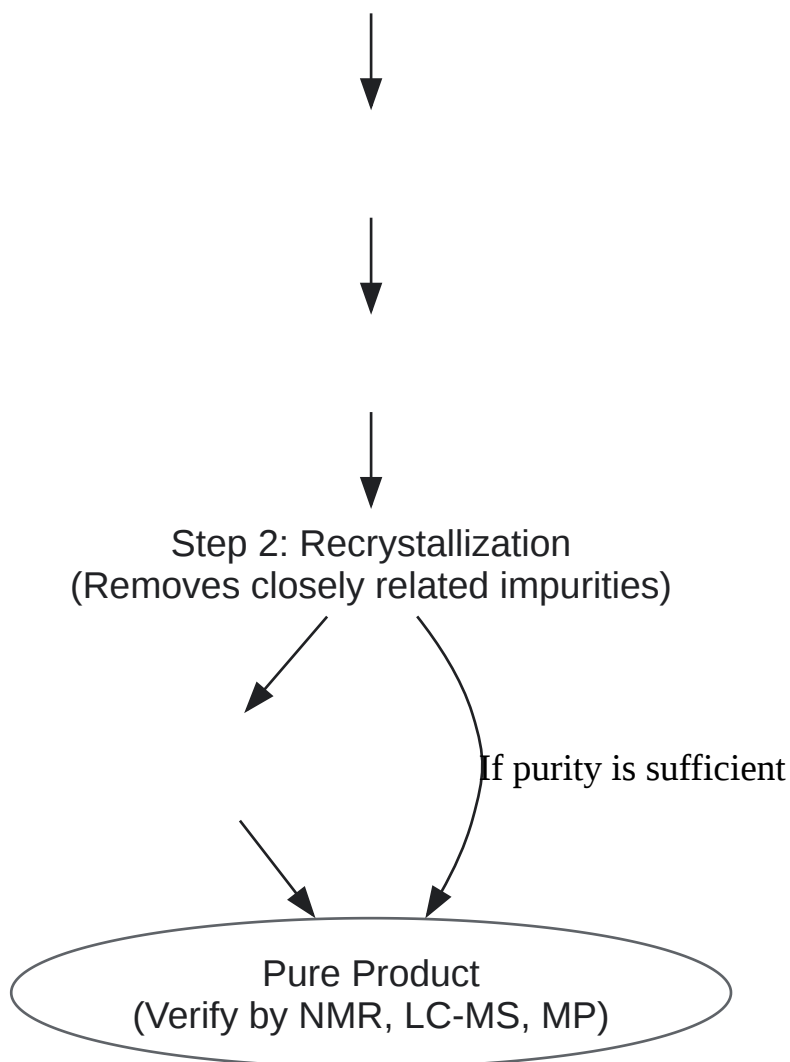 Step 2: Recrystallization
(Removes closely related impurities)
If purity is sufficient
Pure Product
(Verify by NMR, LC-MS, MP)